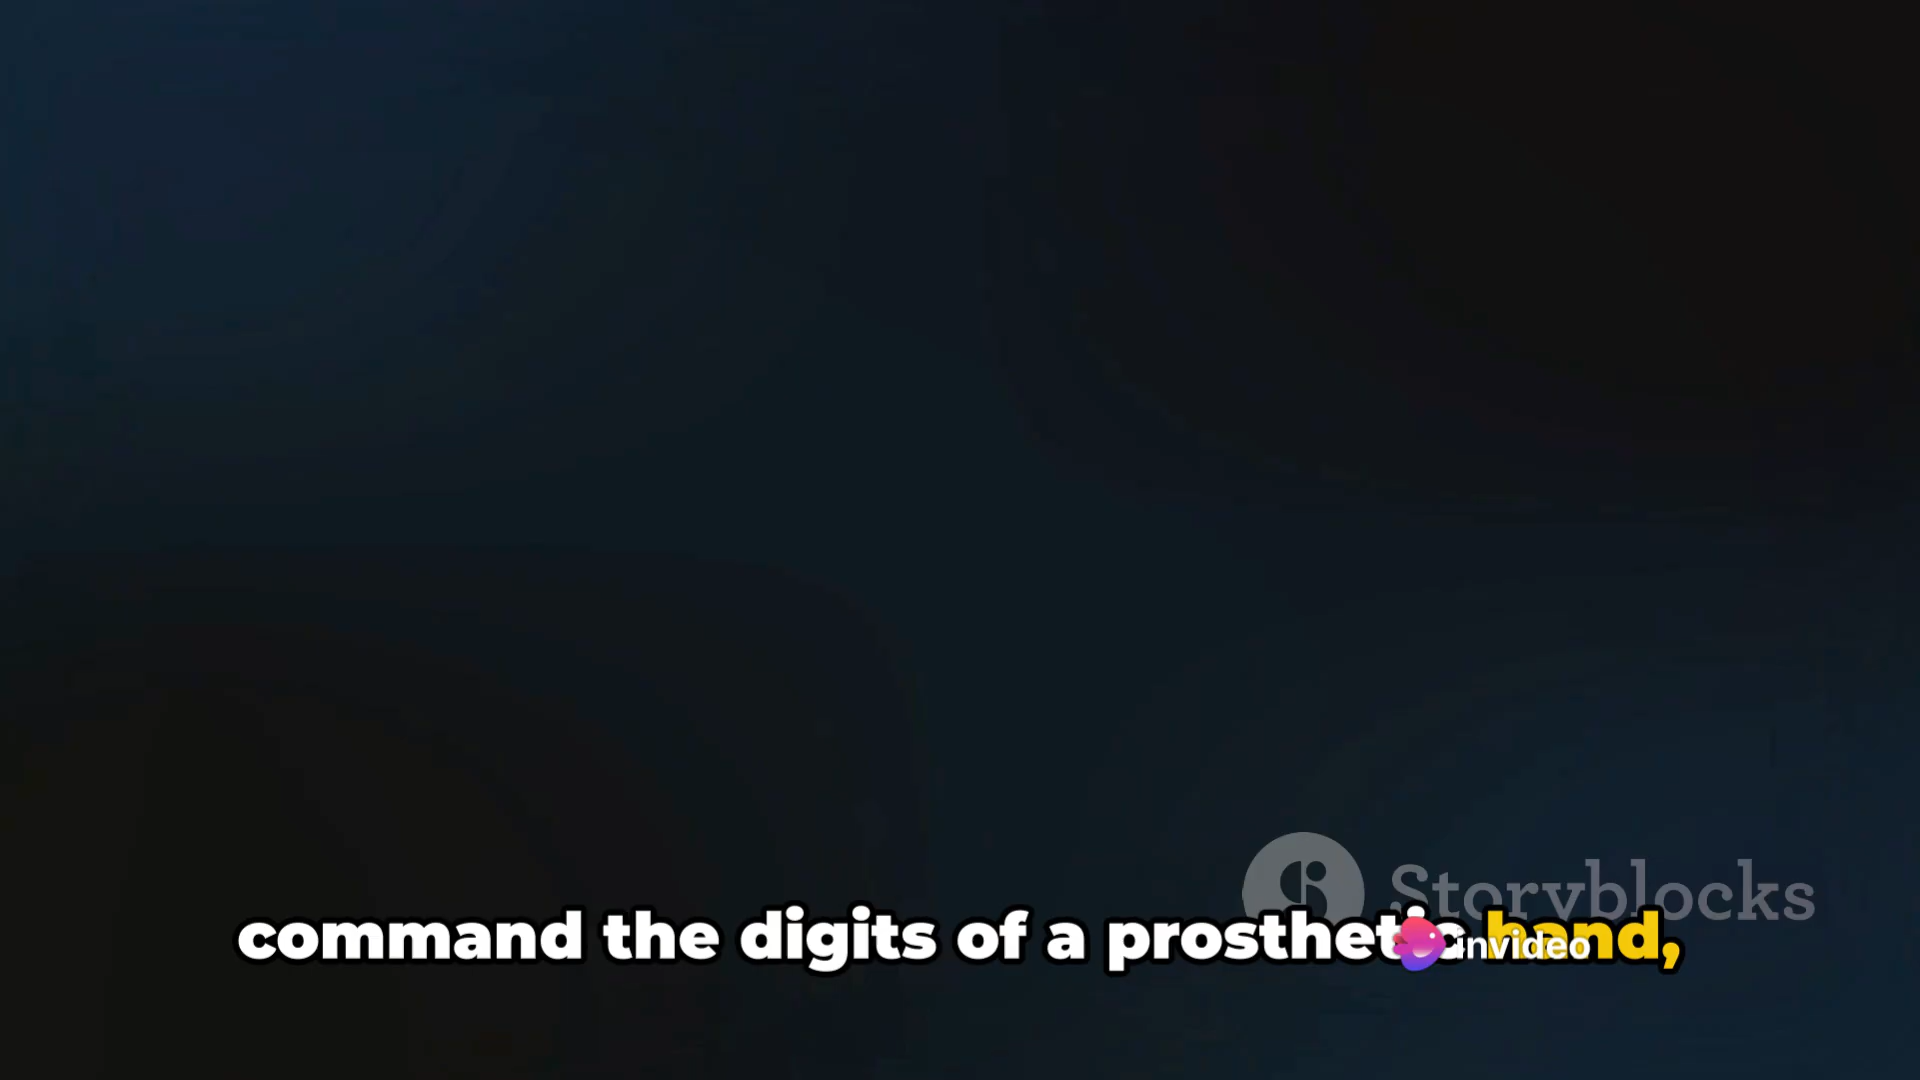 Storyblocks
command the digits of a prosthetic hand,
invideo